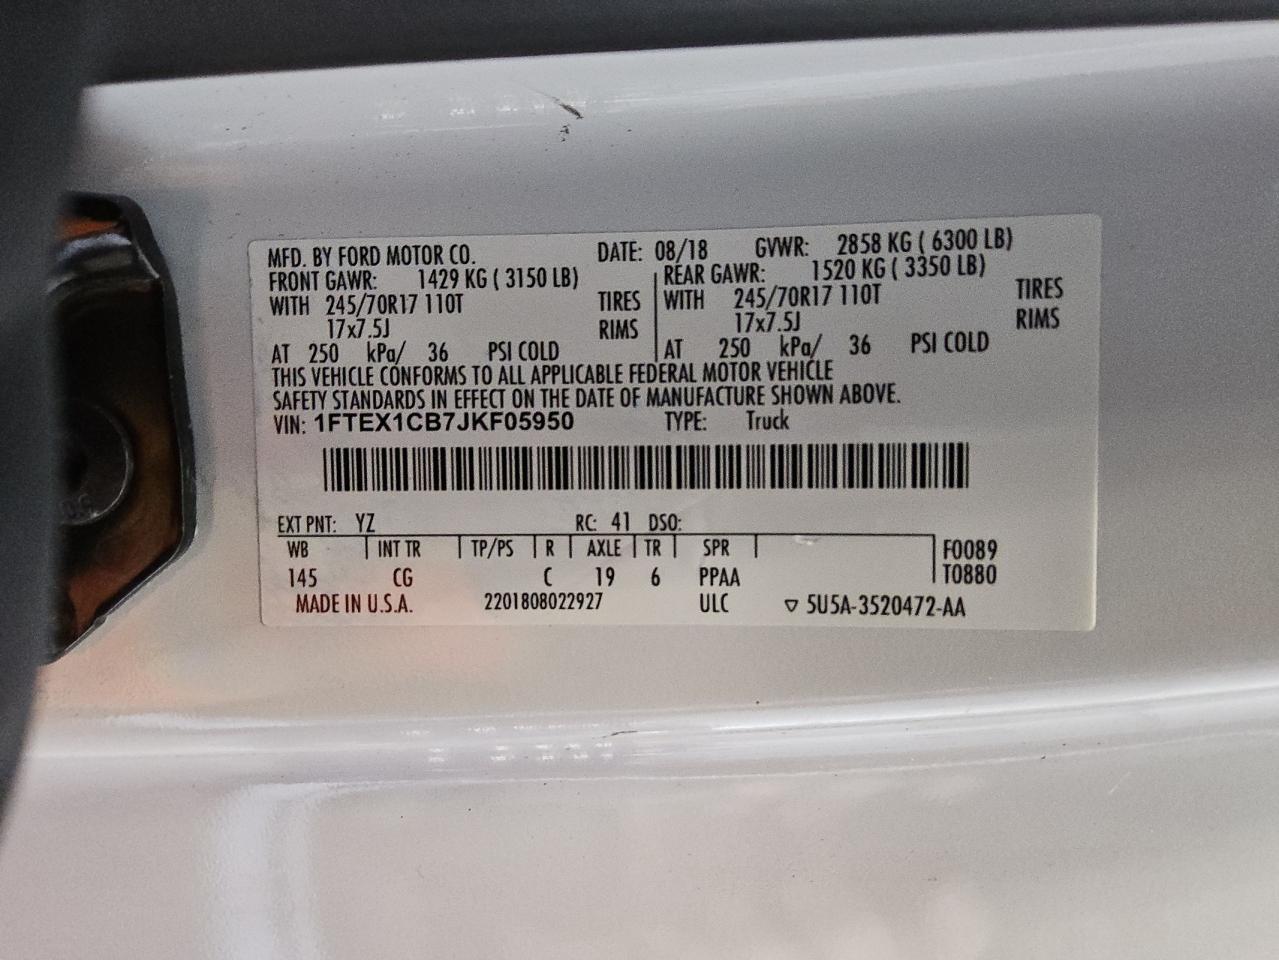 MFD. BY FORD MOTOR CO. DATE: 08/18 GVWR: 2858 KG ( 6300 LB)
FRONT GAWR: 1429 KG ( 3150 LB) REAR GAWR: 1520 KG ( 3350 LB)
WITH 245/70R17 110T TIRES WITH 245/70R17 110T TIRES
17x7.5J RIMS 17x7.5J RIMS
AT 250 kPa/ 36 PSI COLD AT 250 kPa/ 36 PSI COLD
THIS VEHICLE CONFORMS TO ALL APPLICABLE FEDERAL MOTOR VEHICLE
SAFETY STANDARDS IN EFFECT ON THE DATE OF MANUFACTURE SHOWN ABOVE.
VIN: 1FTEX1CB7JKF05950 TYPE: Truck
EXT PNT: YZ RC: 41 DSO:
WB INT TR TP/PS R AXLE TR SPR F0089
145 CG C 19 6 PPAA T0880
MADE IN U.S.A. 2201808022927 ULC ▽ 5U5A-3520472-AA